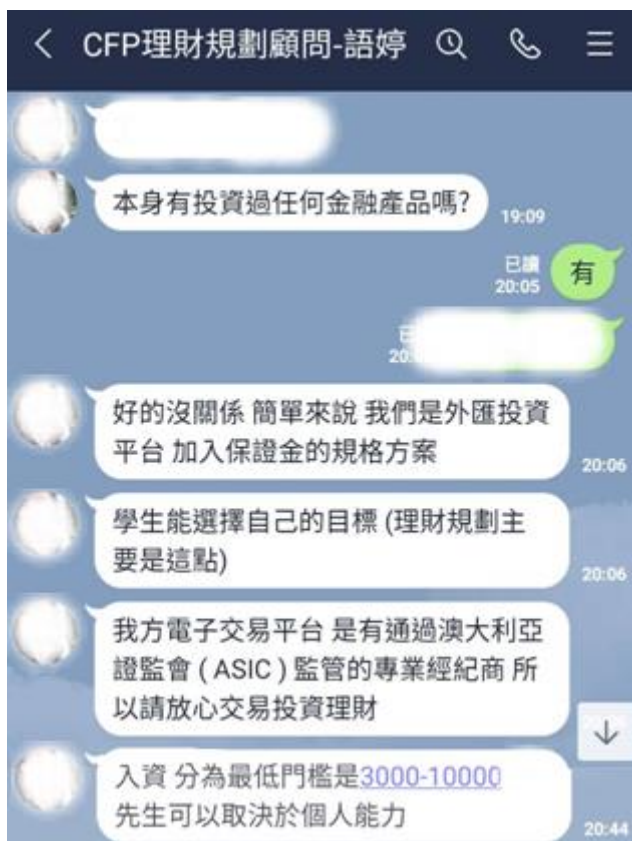 CFP理財規劃顧問-語婷
本身有投資過任何金融產品嗎?
19:09
已讀
20:05
有
好的沒關係 簡單來說 我們是外匯投資
平台 加入保證金的規格方案
20:06
學生能選擇自己的目標 (理財規劃主
要是這點)
20:06
我方電子交易平台 是有通過澳大利亞
證監會 ( ASIC ) 監管的專業經紀商 所
以請放心交易投資理財
入資 分為最低門檻是3000-10000
先生可以取決於個人能力
20:44